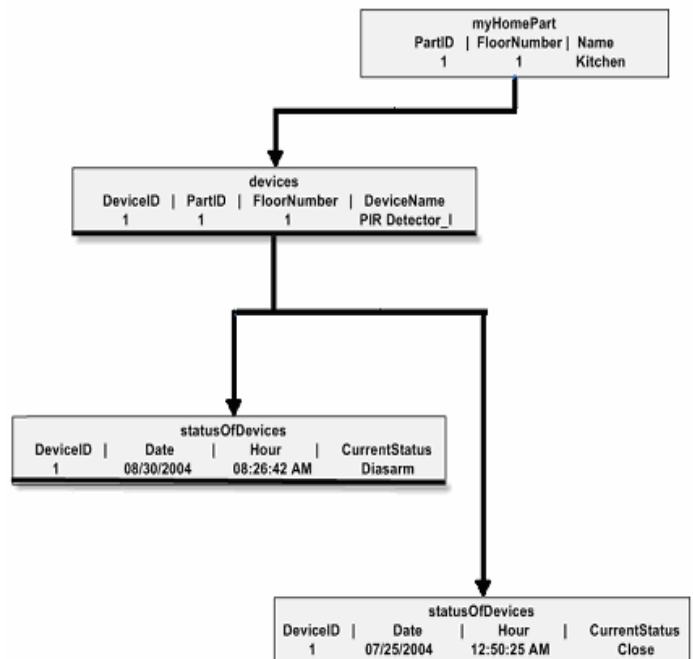 myHomePart
PartID | FloorNumber | Name
1 1 Kitchen
devices
DeviceID | PartID | FloorNumber | DeviceName
1 1 1 PIR Detector_I
statusOfDevices
DeviceID | Date | Hour | CurrentStatus
1 08/30/2004 08:26:42 AM Diasarm
statusOfDevices
DeviceID | Date | Hour | CurrentStatus
1 07/25/2004 12:50:25 AM Close